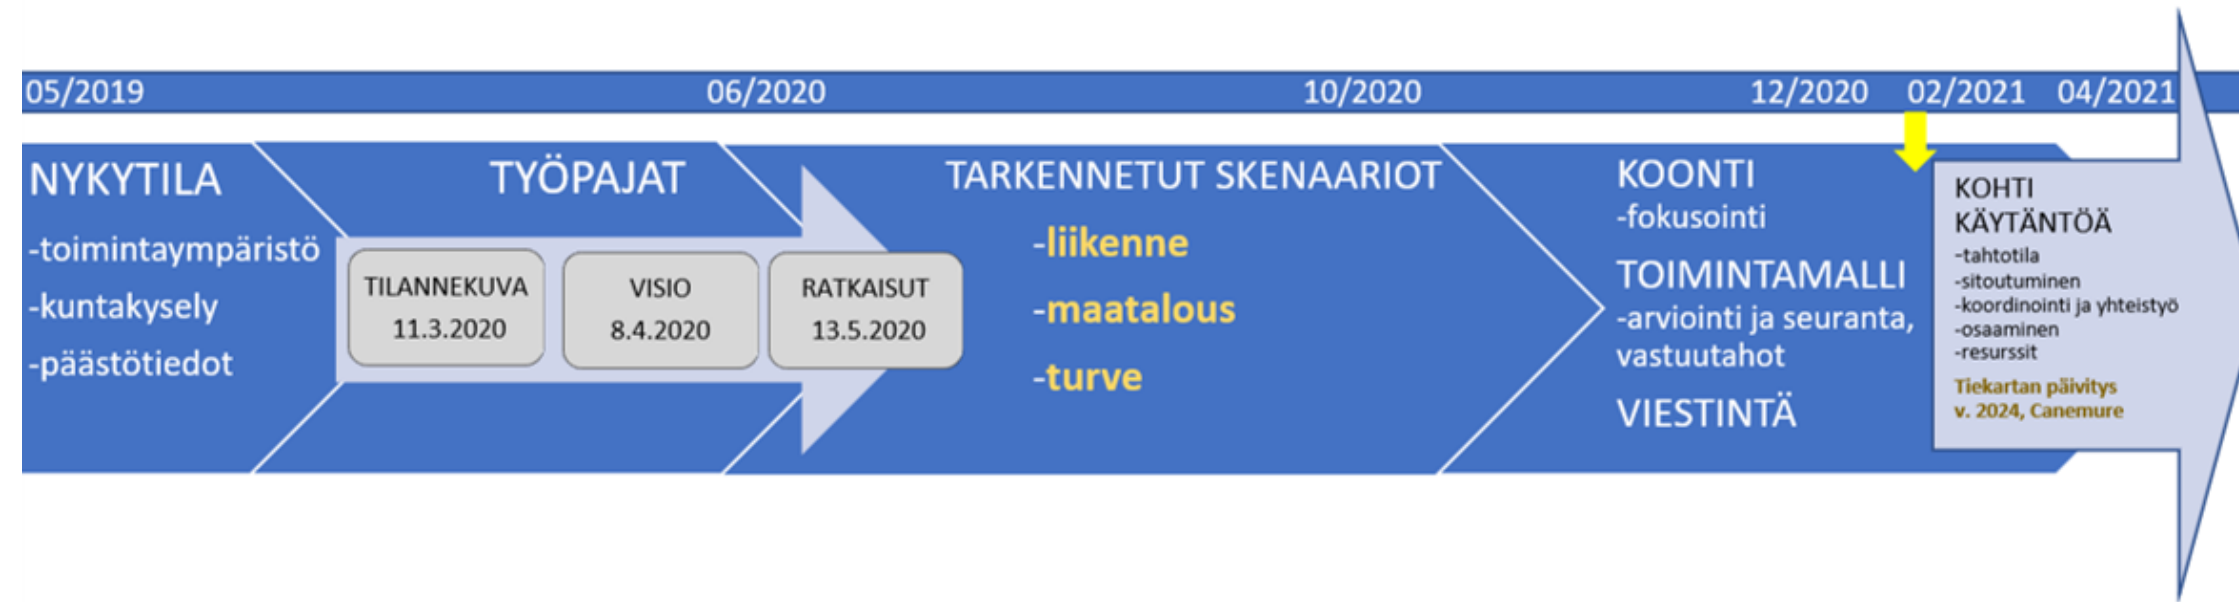 05/2019
06/2020
10/2020
12/2020
02/2021
04/2021
NYKYTILA
-toimintaympäristö
-kuntakysely
-päästötiedot
TYÖPAJAT
TILANNEKUVA
11.3.2020
VISIO
8.4.2020
RATKAISUT
13.5.2020
TARKENNETUT SKENAARIOT
-liikenne
-maatalous
-turve
KOONTI
-fokusointi
TOIMINTAMALLI
-arviointi ja seuranta,
vastuutahot
VIESTINTÄ
KOHTI
KÄYTÄNTÖÄ
-tahtotila
-sitoutuminen
-koordinointi ja yhteistyö
-osaaminen
-resurssit
Tiekartan päivitys
v. 2024, Canemure